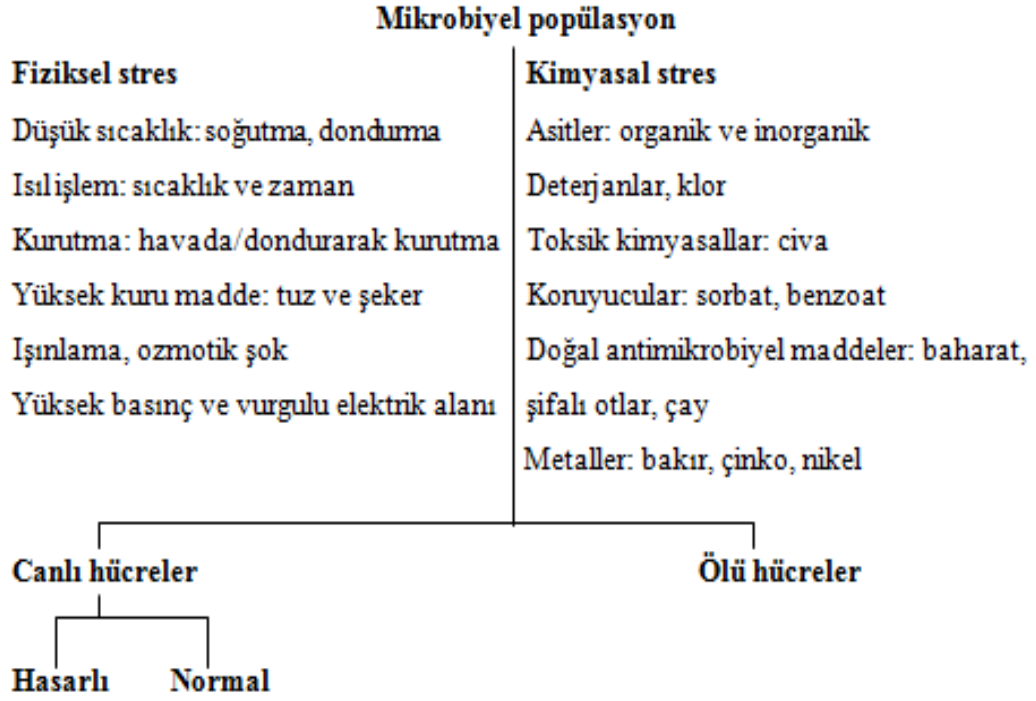 Mikrobiyel popülasyon
Fiziksel stres
Düşük sıcaklık: soğutma, dondurma
Isıl işlem: sıcaklık ve zaman
Kurutma: havada/dondurarak kurutma
Yüksek kuru madde: tuz ve şeker
Işınlama, ozmotik şok
Yüksek basınç ve vurgulu elektrik alanı
Kimyasal stres
Asitler: organik ve inorganik
Deterjanlar, klor
Toksik kimyasallar: civa
Koruyucular: sorbat, benzoat
Doğal antimikrobiyel maddeler: baharat,
şifalı otlar, çay
Metaller: bakır, çinko, nikel
Canlı hücreler
Ölü hücreler
Hasarlı
Normal